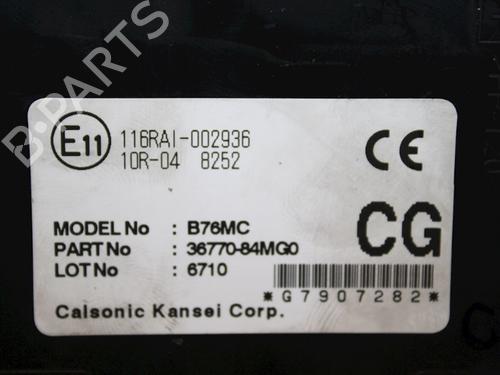 B-PARTS
E11
116RAI-002936
10R-04 8252
CE
MODEL No : B76MC
PART No : 36770-84MG0
LOT No : 6710
CG
*G7907282*
Calsonic Kansei Corp.